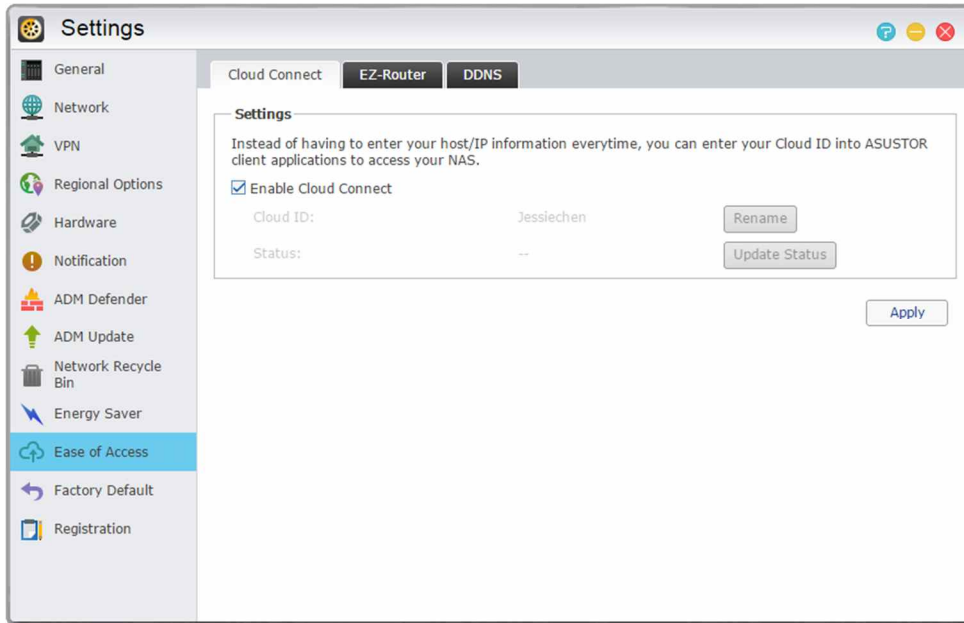 Settings
General
Network
VPN
Regional Options
Hardware
Notification
ADM Defender
ADM Update
Network Recycle
Bin
Energy Saver
Ease of Access
Factory Default
Registration
Cloud Connect EZ-Router DDNS
Settings
Instead of having to enter your host/IP information everytime, you can enter your Cloud ID into ASUSTOR
client applications to access your NAS.
Enable Cloud Connect
Cloud ID: Jessiechen Rename
Status: -- Update Status
Apply